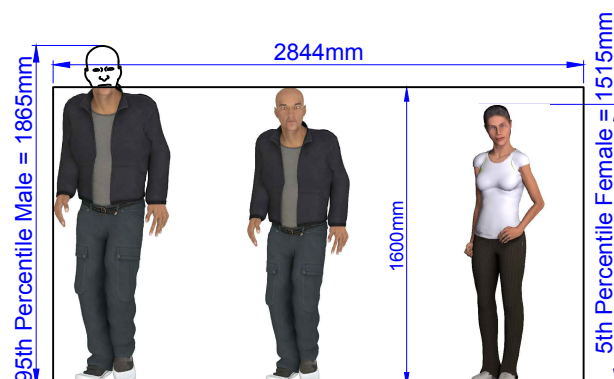 2844mm
95th Percentile Male = 1865mm
1600mm
5th Percentile Female = 1515mm